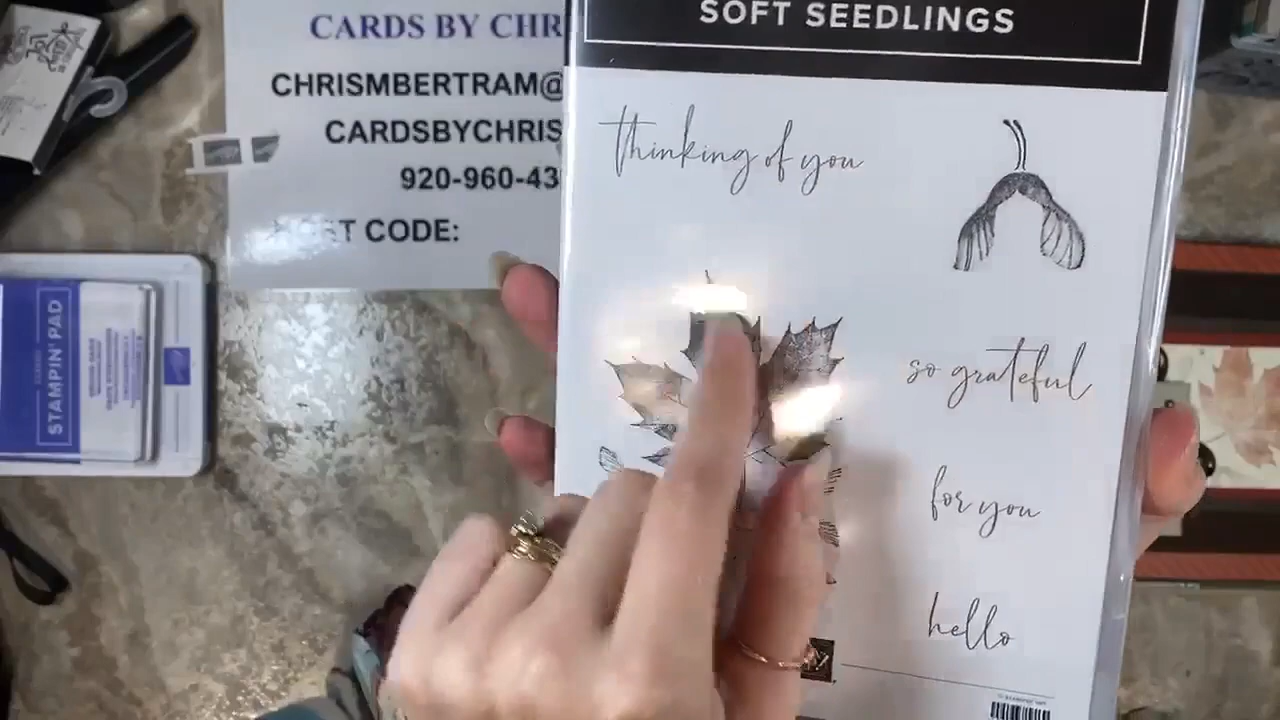 SOFT SEEDLINGS
CARDS BY CHR
CHRISMBERTRAM@
CARDSBYCHRIS
920-960-43
CODE:
thinking of you
so grateful
for you
hello
STAMPIN' PAD